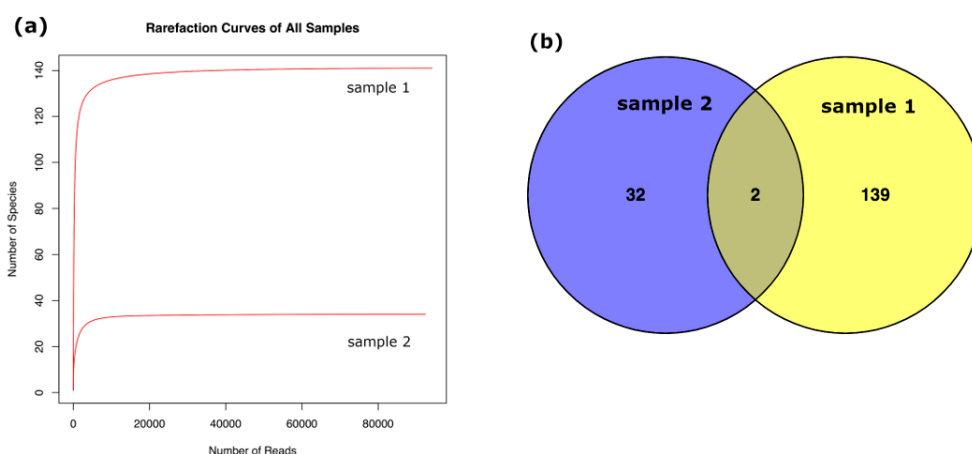 (a)
Rarefaction Curves of All Samples
Number of Species
140
120
100
80
60
40
20
0
sample 1
sample 2
0 20000 40000 60000 80000
Number of Reads
(b)
sample 2 sample 1
32 2 139